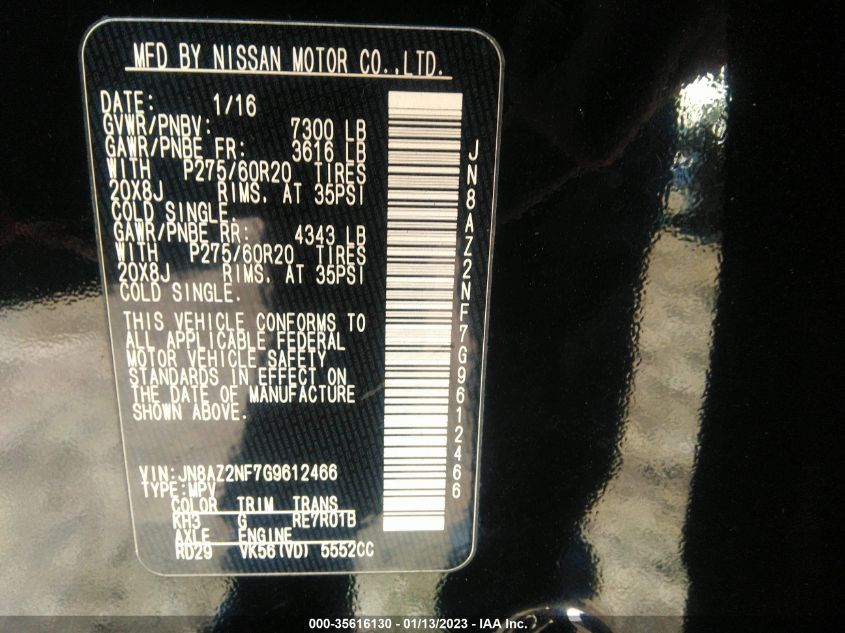 MFD BY NISSAN MOTOR CO.,LTD.
DATE: 1/16
GVWR/PNBV: 7300 LB
GAWR/PNBE FR: 3616 LB
WITH P275/60R20 TIRES
20X8J RIMS, AT 35PSI
COLD SINGLE.
GAWR/PNBE RR: 4343 LB
WITH P275/60R20 TIRES
20X8J RIMS, AT 35PSI
COLD SINGLE.
THIS VEHICLE CONFORMS TO
ALL APPLICABLE FEDERAL
MOTOR VEHICLE SAFETY
STANDARDS IN EFFECT ON
THE DATE OF MANUFACTURE
SHOWN ABOVE.
VIN:JN8AZ2NF7G9612466
TYPE:MPV
COLOR TRIM TRANS
KH3 G RE7R01B
AXLE ENGINE
RD29 VK56(VD) 5552CC
JN8AZ2NF7G9612466
000-35616130 - 01/13/2023 - IAA Inc.